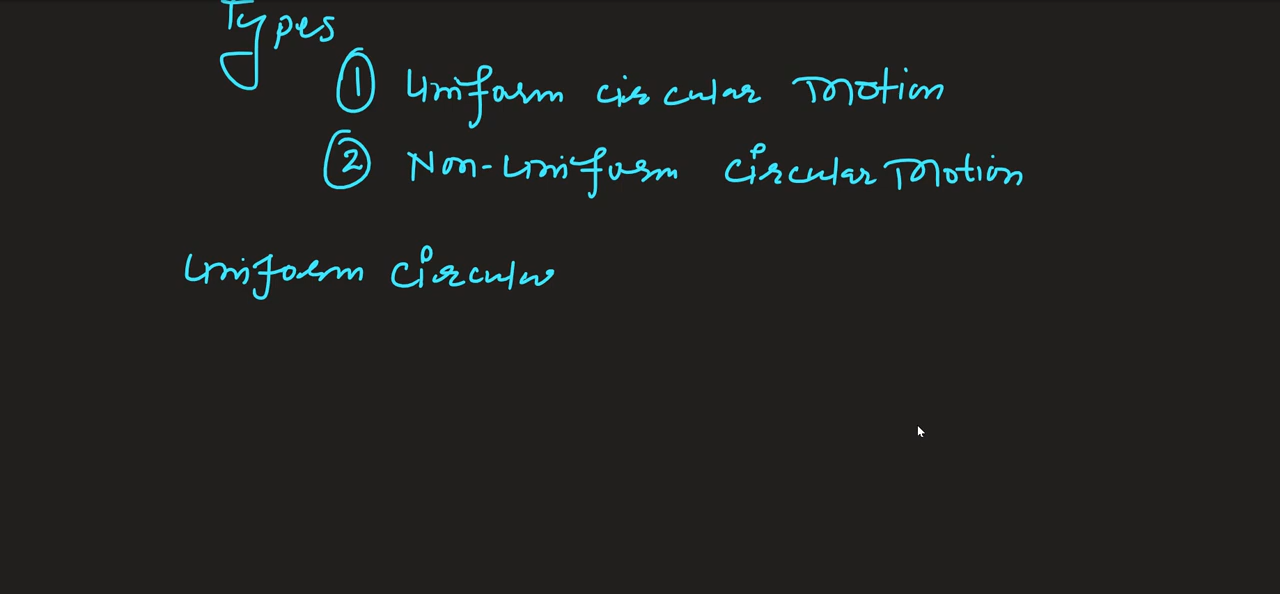 Types
① Uniform circular Motion
② Non-Uniform Circular Motion
Uniform Circular